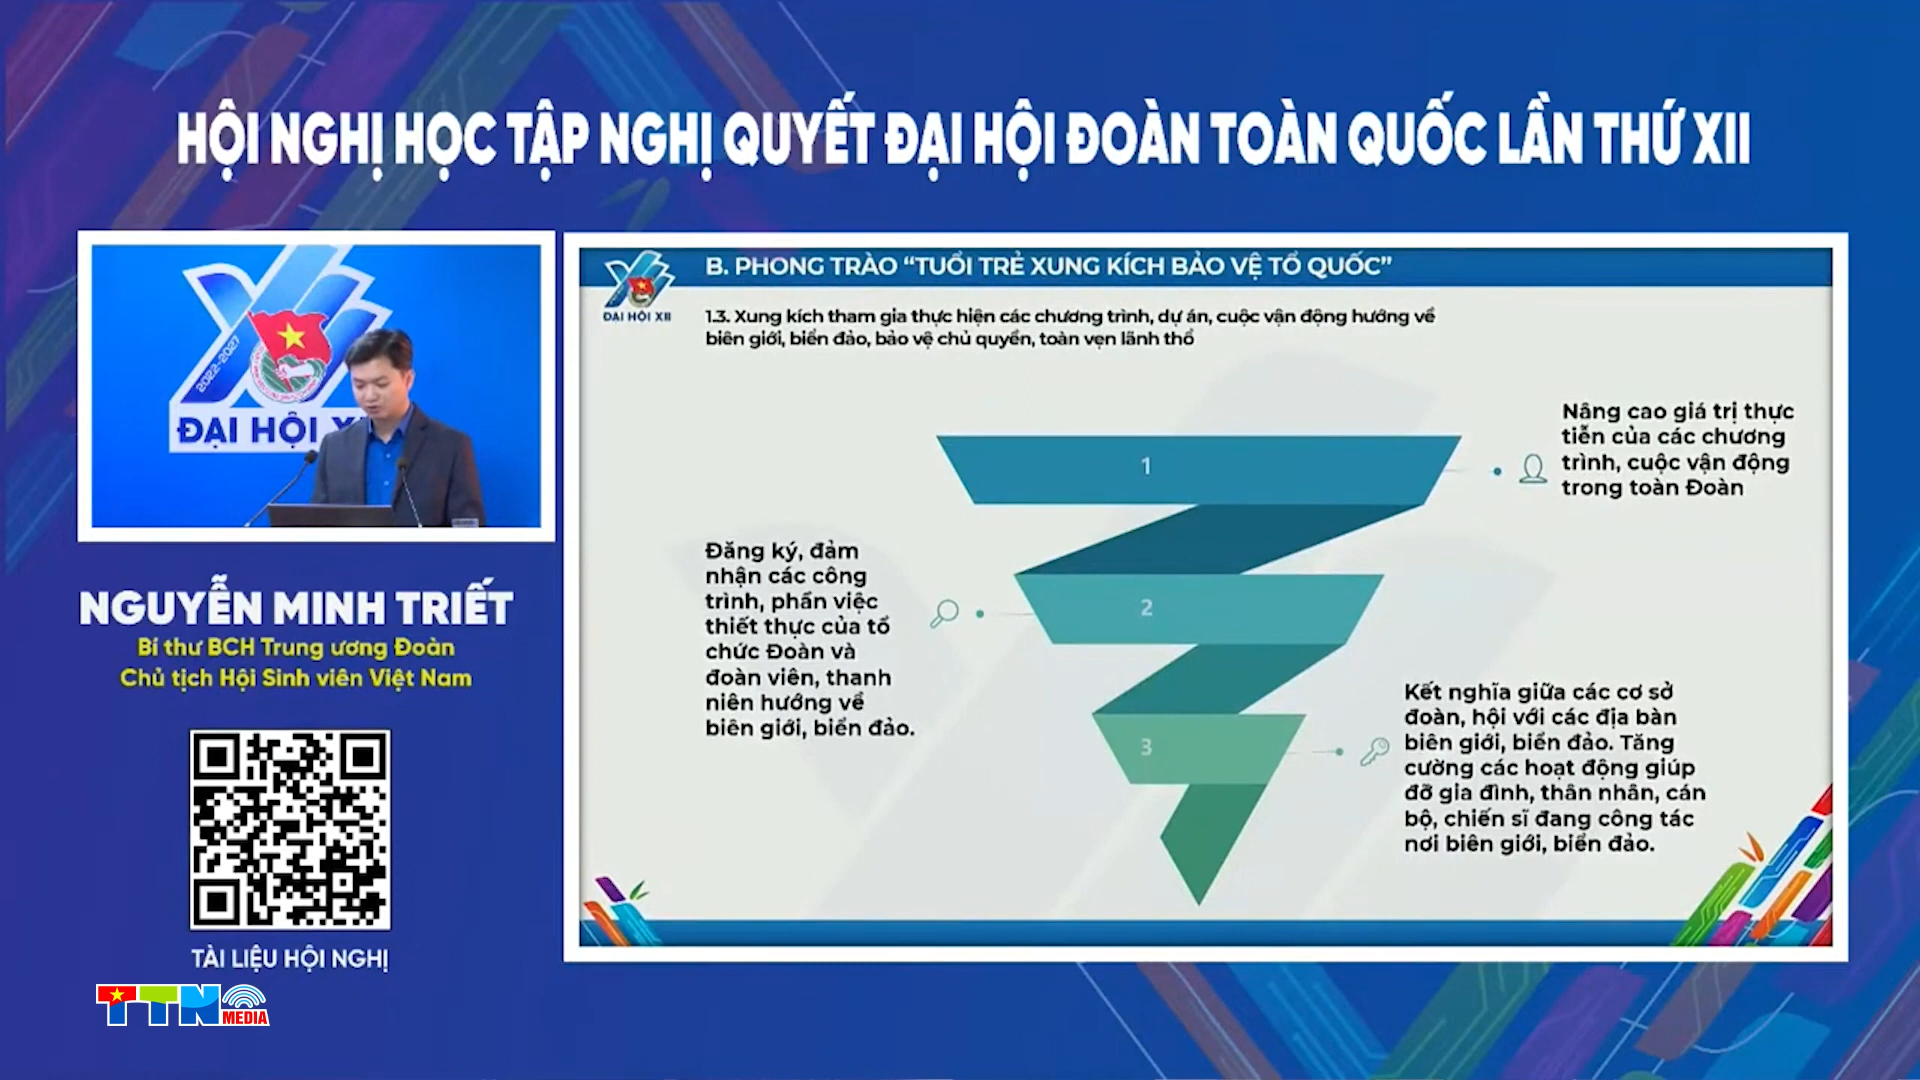 HỘI NGHỊ HỌC TẬP NGHỊ QUYẾT ĐẠI HỘI ĐOÀN TOÀN QUỐC LẦN THỨ XII
2022-2027
ĐẠI HỘI X
NGUYỄN MINH TRIẾT
Bí thư BCH Trung ương Đoàn
Chủ tịch Hội Sinh viên Việt Nam
TÀI LIỆU HỘI NGHỊ
TTN
MEDIA
ĐẠI HỘI XII
B. PHONG TRÀO “TUỔI TRẺ XUNG KÍCH BẢO VỆ TỔ QUỐC”
1.3. Xung kích tham gia thực hiện các chương trình, dự án, cuộc vận động hướng về
biên giới, biển đảo, bảo vệ chủ quyền, toàn vẹn lãnh thổ
1
Nâng cao giá trị thực
tiễn của các chương
trình, cuộc vận động
trong toàn Đoàn
2
Đăng ký, đảm
nhận các công
trình, phần việc
thiết thực của tổ
chức Đoàn và
đoàn viên, thanh
niên hướng về
biên giới, biển đảo.
3
Kết nghĩa giữa các cơ sở
đoàn, hội với các địa bàn
biên giới, biển đảo. Tăng
cường các hoạt động giúp
đỡ gia đình, thân nhân, cán
bộ, chiến sĩ đang công tác
nơi biên giới, biển đảo.